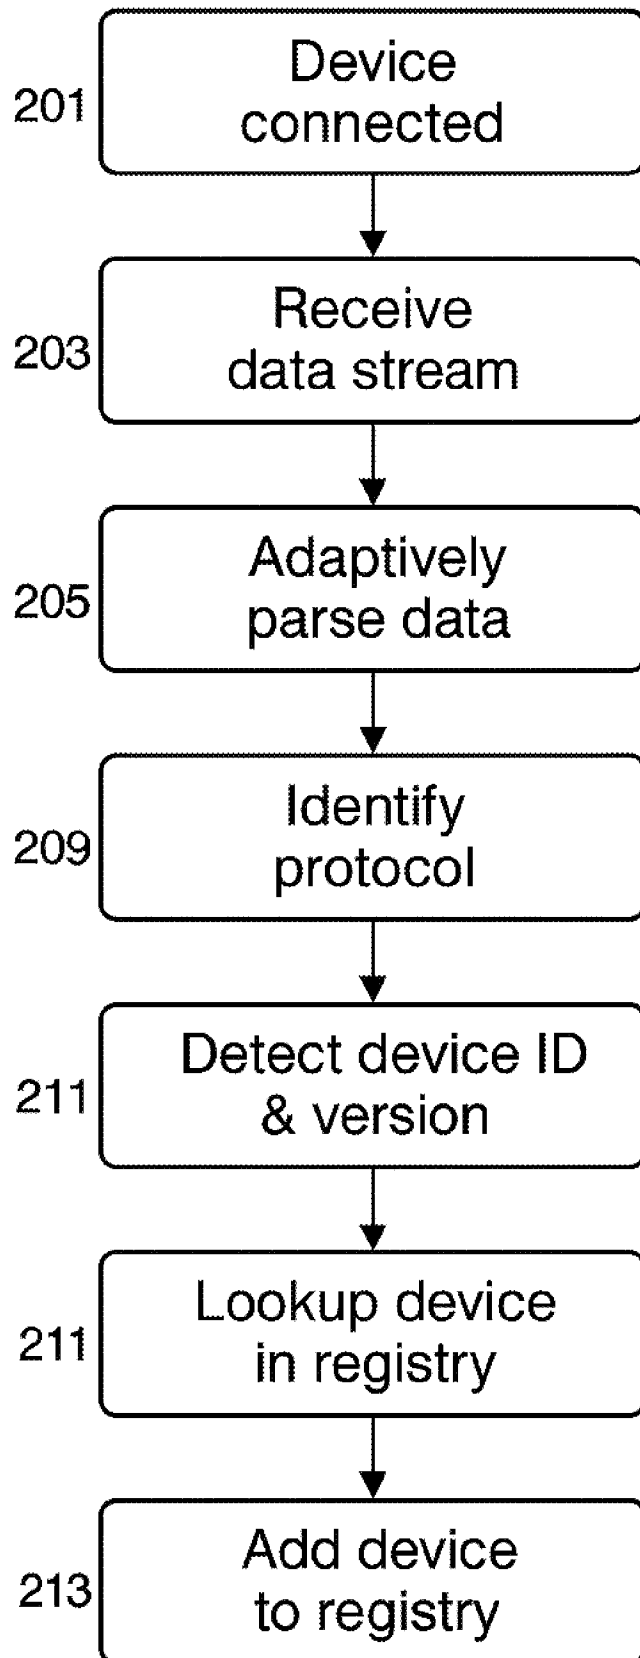 201
Device
connected
203
Receive
data stream
205
Adaptively
parse data
209
Identify
protocol
211
Detect device ID
& version
211
Lookup device
in registry
213
Add device
to registry